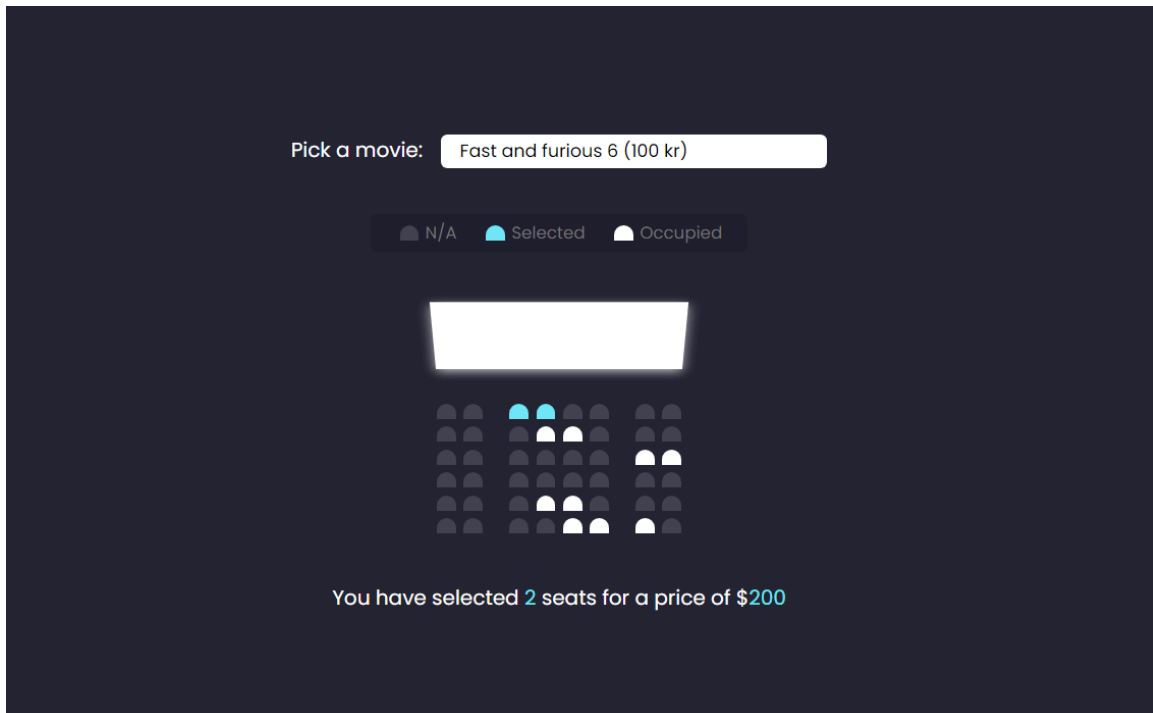 Pick a movie: Fast and furious 6 (100 kr)
N/A Selected Occupied
You have selected 2 seats for a price of $200